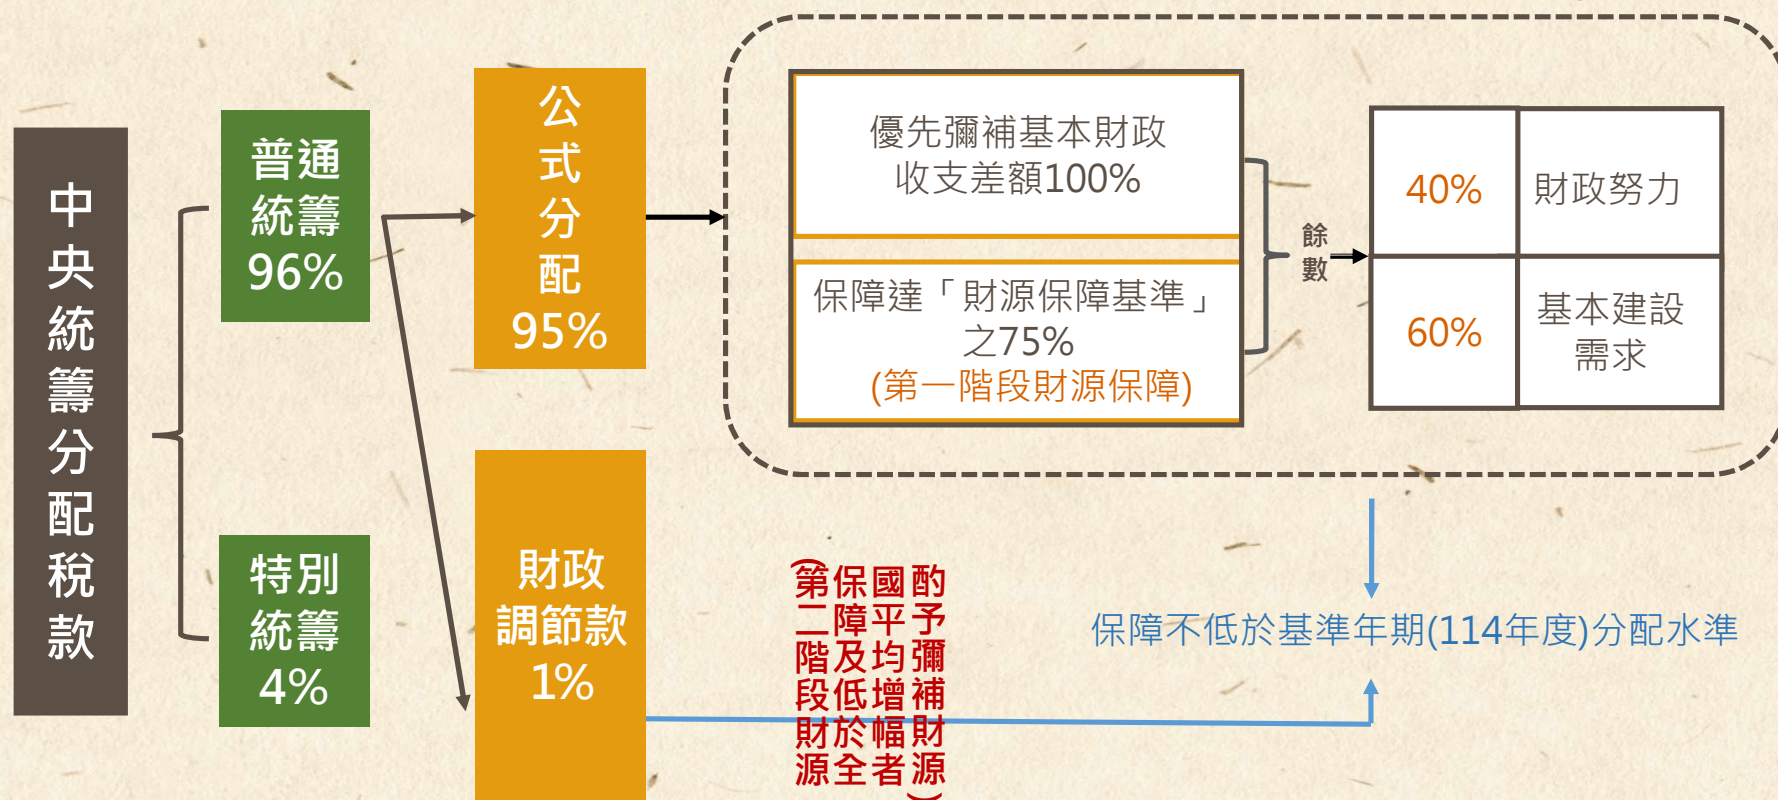 中央統籌分配稅款
普通
統籌
96%
特別
統籌
4%
公式分配
95%
財政
調節款
1%
優先彌補基本財政
收支差額100%
保障達「財源保障基準」
之75%
(第一階段財源保障)
餘數
40%
財政努力
60%
基本建設
需求
(第二階段財源
保障及低於全
國平均增幅者
酌予彌補財源)
保障不低於基準年期(114年度)分配水準